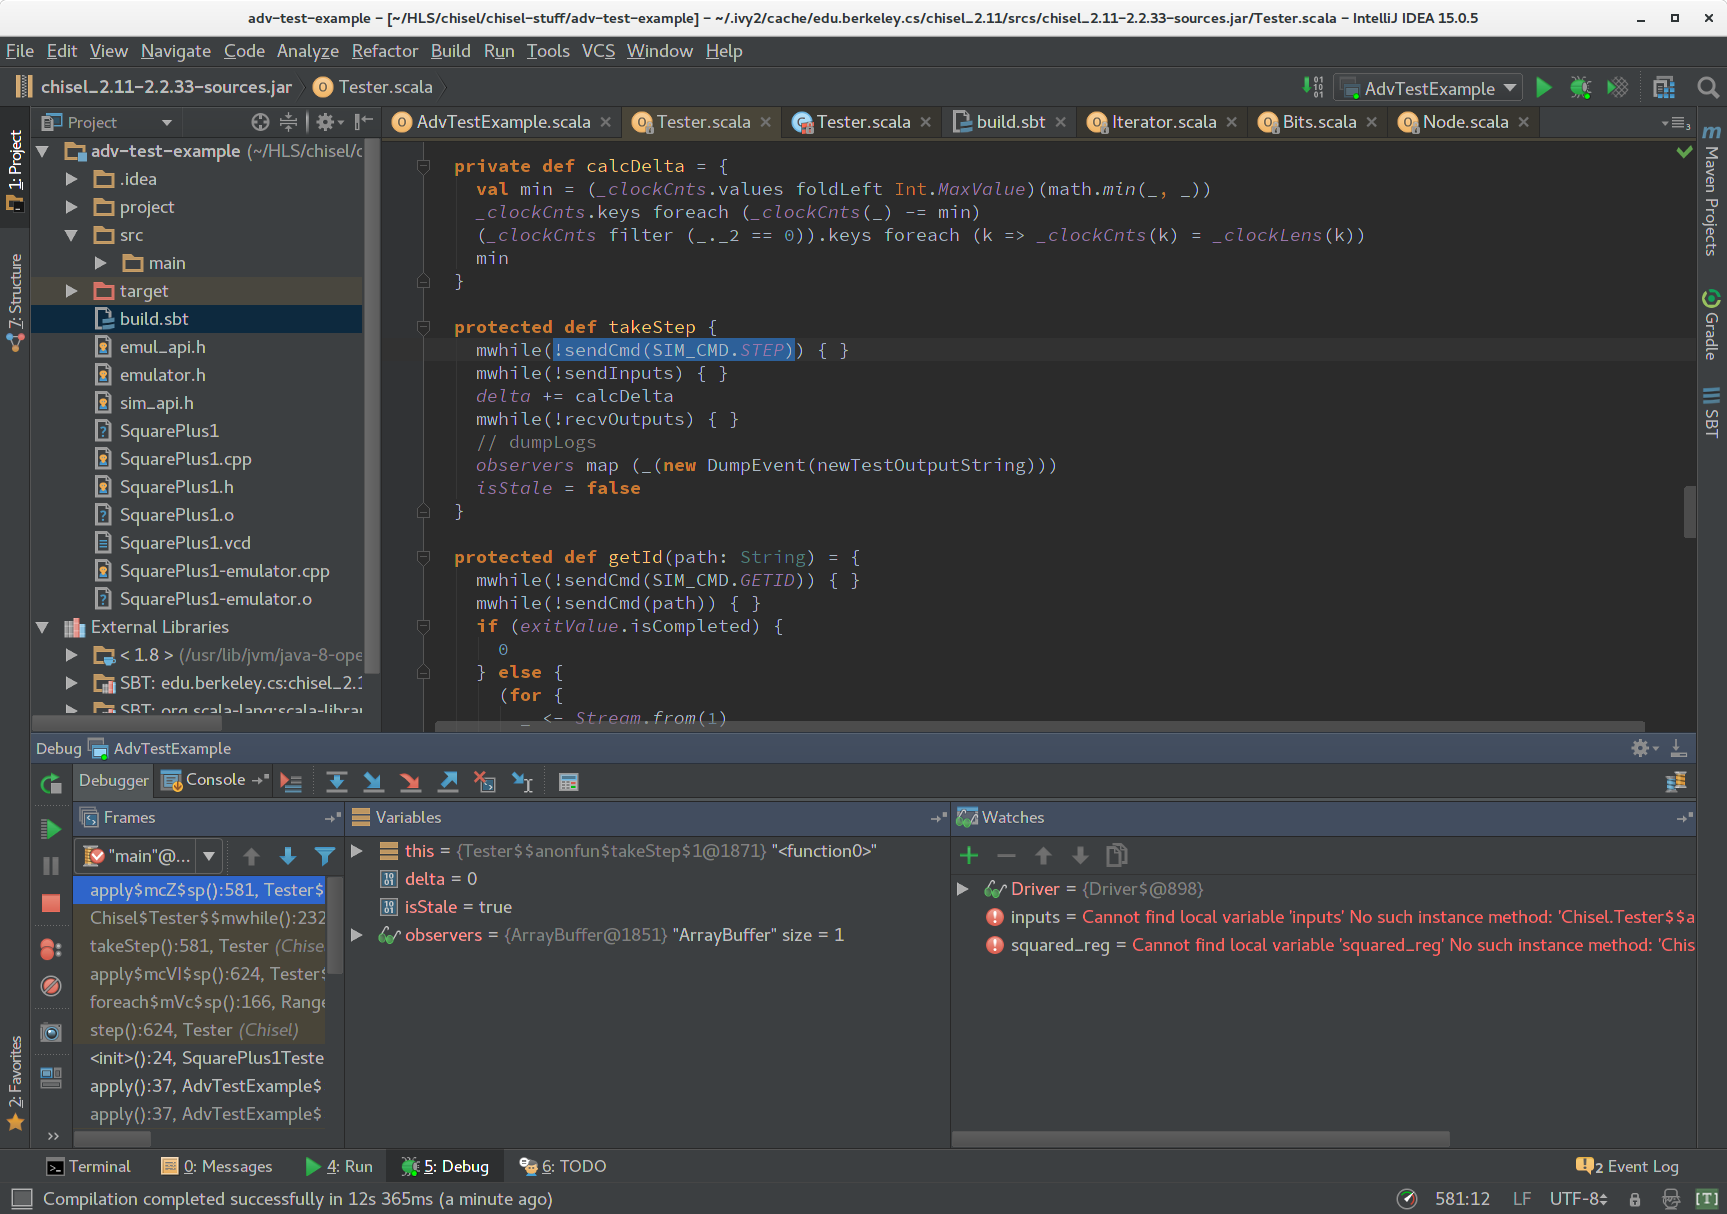 adv-test-example – [~/HLS/chisel/chisel-stuff/adv-test-example] – ~/.ivy2/cache/edu.berkeley.cs/chisel_2.11/srcs/chisel_2.11-2.2.33-sources.jar/Tester.scala – IntelliJ IDEA 15.0.5
File Edit View Navigate Code Analyze Refactor Build Run Tools VCS Window Help
chisel_2.11-2.2.33-sources.jar Tester.scala AdvTestExample
Project AdvTestExample.scala Tester.scala Tester.scala build.sbt Iterator.scala Bits.scala Node.scala
1: Project
7: Structure
2: Favorites
adv-test-example (~/HLS/chisel/c
.idea
project
src
main
target
build.sbt
emul_api.h
emulator.h
sim_api.h
SquarePlus1
SquarePlus1.cpp
SquarePlus1.h
SquarePlus1.o
SquarePlus1.vcd
SquarePlus1-emulator.cpp
SquarePlus1-emulator.o
External Libraries
< 1.8 > (/usr/lib/jvm/java-8-ope
SBT: edu.berkeley.cs:chisel_2.1
SBT: org.scala-lang:scala-librar
private def calcDelta = {
val min = (_clockCnts.values foldLeft Int.MaxValue)(math.min(_, _))
_clockCnts.keys foreach (_clockCnts(_) -= min)
(_clockCnts filter (_._2 == 0)).keys foreach (k => _clockCnts(k) = _clockLens(k))
min
}
protected def takeStep {
mwhile(!sendCmd(SIM_CMD.STEP)) { }
mwhile(!sendInputs) { }
delta += calcDelta
mwhile(!recvOutputs) { }
// dumpLogs
observers map (_(new DumpEvent(newTestOutputString)))
isStale = false
}
protected def getId(path: String) = {
mwhile(!sendCmd(SIM_CMD.GETID)) { }
mwhile(!sendCmd(path)) { }
if (exitValue.isCompleted) {
0
} else {
(for {
_ <- Stream.from(1)
Maven Projects
Gradle
SBT
Debug AdvTestExample
Debugger Console
Frames
"main"@...
apply$mcZ$sp():581, Tester$
Chisel$Tester$$mwhile():232
takeStep():581, Tester (Chise
apply$mcVI$sp():624, Tester$
foreach$mVc$sp():166, Range
step():624, Tester (Chisel)
<init>():24, SquarePlus1Teste
apply():37, AdvTestExample$
apply():37, AdvTestExample$
Variables
this = {Tester$$anonfun$takeStep$1@1871} "<function0>"
delta = 0
isStale = true
observers = {ArrayBuffer@1851} "ArrayBuffer" size = 1
Watches
Driver = {Driver$@898}
inputs = Cannot find local variable 'inputs' No such instance method: 'Chisel.Tester$$a
squared_reg = Cannot find local variable 'squared_reg' No such instance method: 'Chis
Terminal 0: Messages 4: Run 5: Debug 6: TODO 2 Event Log
Compilation completed successfully in 12s 365ms (a minute ago) 581:12 LF UTF-8 [T]